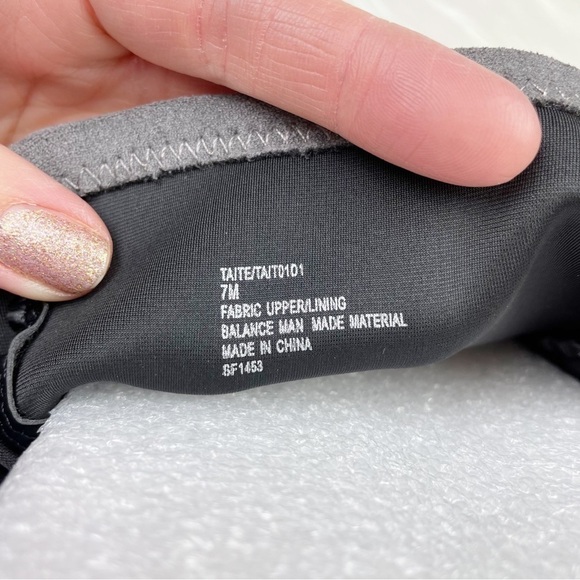 TAITE/TAIT01D1
7M
FABRIC UPPER/LINING
BALANCE MAN MADE MATERIAL
MADE IN CHINA
SF1453